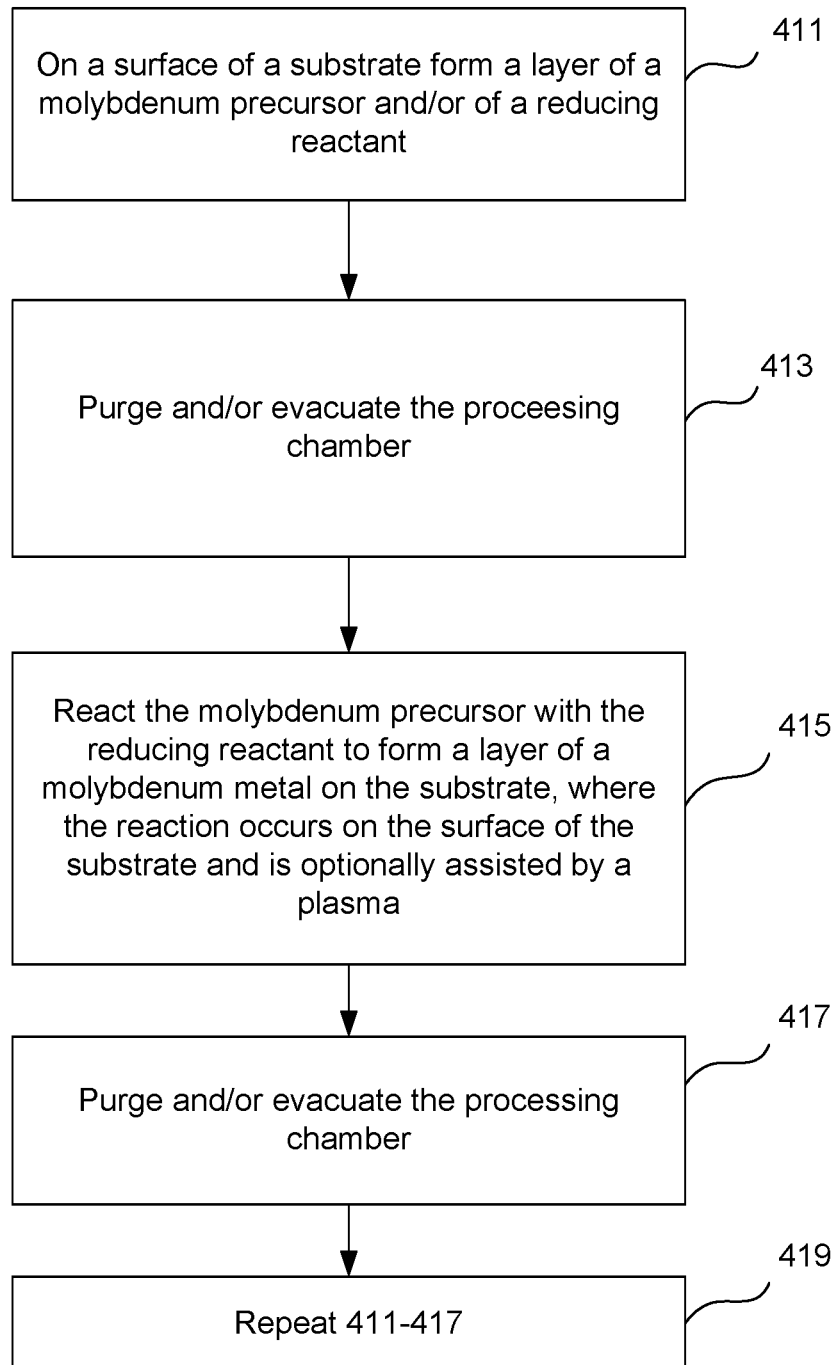 411
On a surface of a substrate form a layer of a
molybdenum precursor and/or of a reducing
reactant
413
Purge and/or evacuate the proceesing
chamber
415
React the molybdenum precursor with the
reducing reactant to form a layer of a
molybdenum metal on the substrate, where
the reaction occurs on the surface of the
substrate and is optionally assisted by a
plasma
417
Purge and/or evacuate the processing
chamber
419
Repeat 411-417